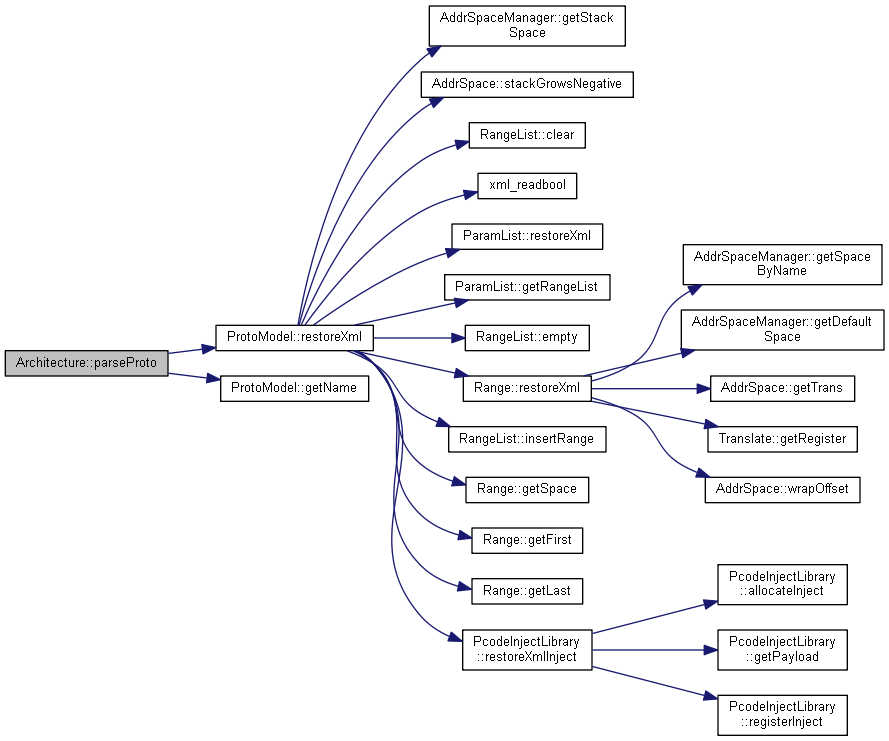 AddrSpaceManager::getStack
Space
AddrSpace::stackGrowsNegative
RangeList::clear
xml_readbool
ParamList::restoreXml
ParamList::getRangeList
ProtoModel::restoreXml
RangeList::empty
Architecture::parseProto
ProtoModel::getName
Range::restoreXml
RangeList::insertRange
Range::getSpace
Range::getFirst
Range::getLast
PcodeInjectLibrary
::restoreXmlInject
AddrSpaceManager::getSpace
ByName
AddrSpaceManager::getDefault
Space
AddrSpace::getTrans
Translate::getRegister
AddrSpace::wrapOffset
PcodeInjectLibrary
::allocateInject
PcodeInjectLibrary
::getPayload
PcodeInjectLibrary
::registerInject